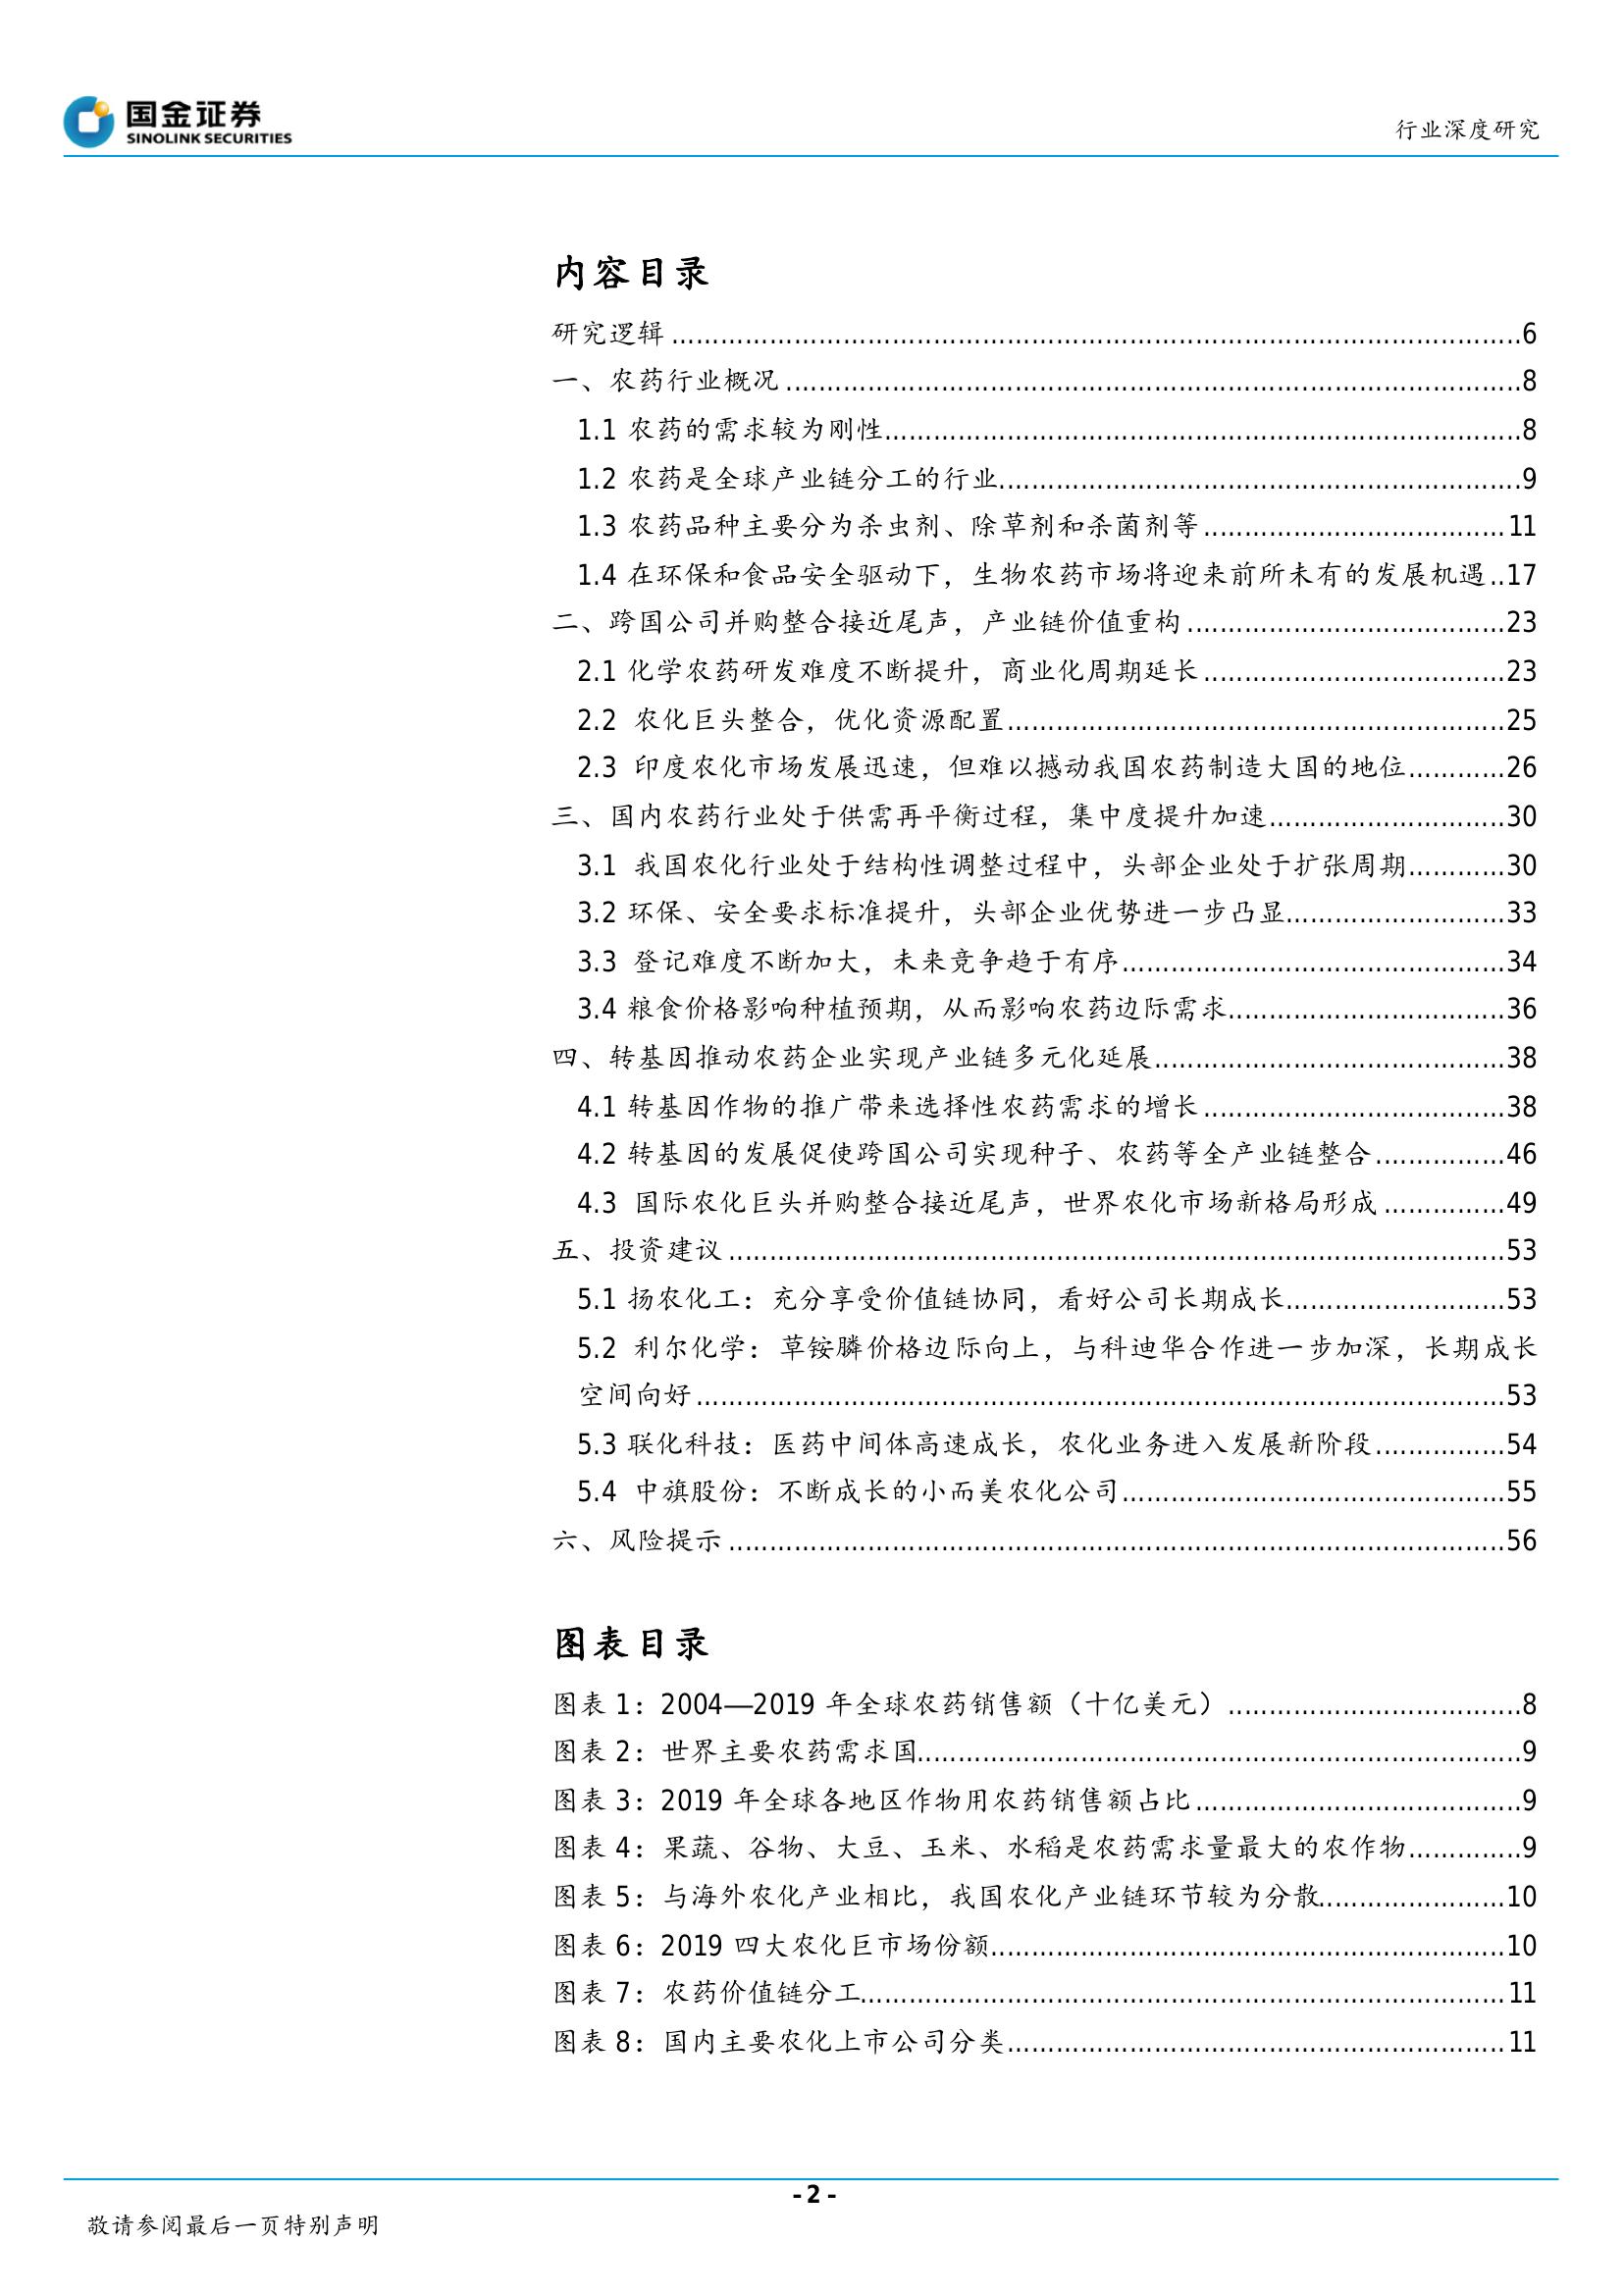 国金证券
SINOLINK SECURITIES
行业深度研究
内容目录
研究逻辑........................................................................................................6
一、农药行业概况..........................................................................................8
1.1 农药的需求较为刚性..............................................................................8
1.2 农药是全球产业链分工的行业................................................................9
1.3 农药品种主要分为杀虫剂、除草剂和杀菌剂等.....................................11
1.4 在环保和食品安全驱动下，生物农药市场将迎来前所未有的发展机遇..17
二、跨国公司并购整合接近尾声，产业链价值重构.......................................23
2.1 化学农药研发难度不断提升，商业化周期延长.....................................23
2.2 农化巨头整合，优化资源配置.............................................................25
2.3 印度农化市场发展迅速，但难以撼动我国农药制造大国的地位............26
三、国内农药行业处于供需再平衡过程，集中度提升加速.............................30
3.1 我国农化行业处于结构性调整过程中，头部企业处于扩张周期............30
3.2 环保、安全要求标准提升，头部企业优势进一步凸显...........................33
3.3 登记难度不断加大，未来竞争趋于有序...............................................34
3.4 粮食价格影响种植预期，从而影响农药边际需求..................................36
四、转基因推动农药企业实现产业链多元化延展...........................................38
4.1 转基因作物的推广带来选择性农药需求的增长.....................................38
4.2 转基因的发展促使跨国公司实现种子、农药等全产业链整合................46
4.3 国际农化巨头并购整合接近尾声，世界农化市场新格局形成...............49
五、投资建议...............................................................................................53
5.1 扬农化工：充分享受价值链协同，看好公司长期成长...........................53
5.2 利尔化学：草铵膦价格边际向上，与科迪华合作进一步加深，长期成长
空间向好...................................................................................................53
5.3 联化科技：医药中间体高速成长，农化业务进入发展新阶段................54
5.4 中旗股份：不断成长的小而美农化公司...............................................55
六、风险提示...............................................................................................56
图表目录
图表 1：2004—2019 年全球农药销售额（十亿美元）....................................8
图表 2：世界主要农药需求国..........................................................................9
图表 3：2019 年全球各地区作物用农药销售额占比........................................9
图表 4：果蔬、谷物、大豆、玉米、水稻是农药需求量最大的农作物..............9
图表 5：与海外农化产业相比，我国农化产业链环节较为分散.......................10
图表 6：2019 四大农化巨市场份额...............................................................10
图表 7：农药价值链分工...............................................................................11
图表 8：国内主要农化上市公司分类.............................................................11
- 2 -
敬请参阅最后一页特别声明